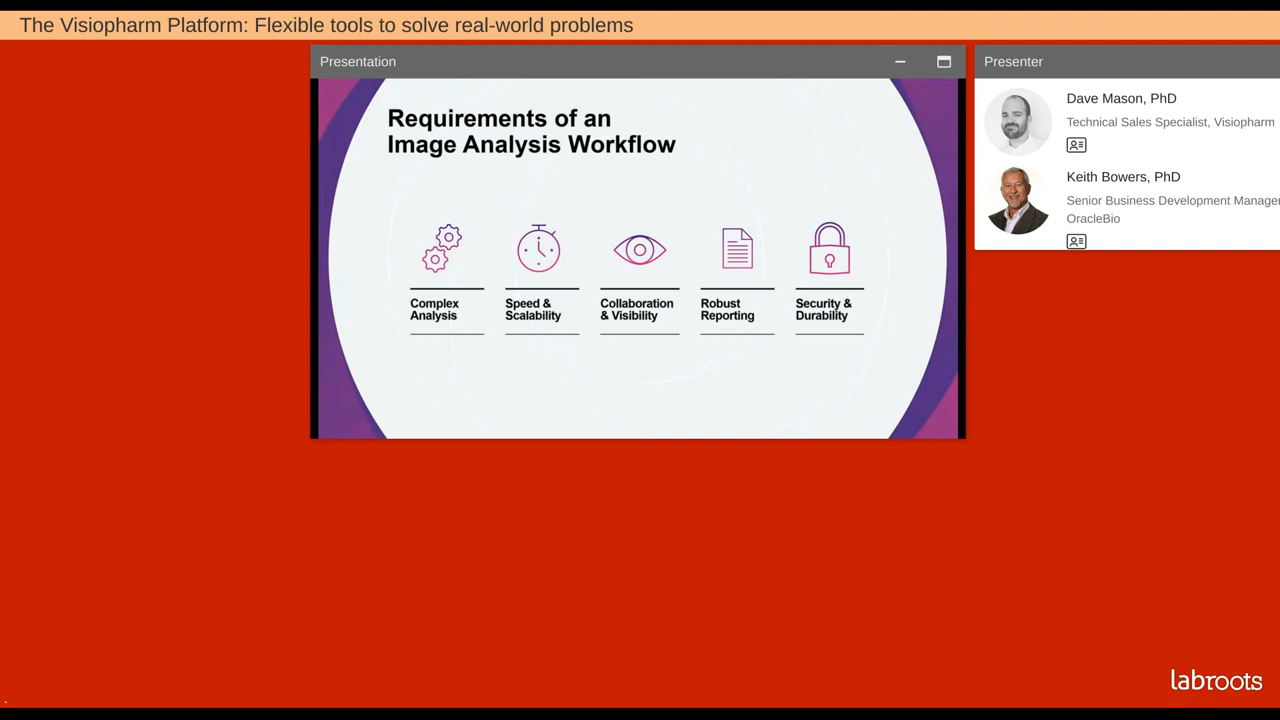 The Visiopharm Platform: Flexible tools to solve real-world problems
Presentation
Requirements of an
Image Analysis Workflow
Complex
Analysis
Speed &
Scalability
Collaboration
& Visibility
Robust
Reporting
Security &
Durability
Presenter
Dave Mason, PhD
Technical Sales Specialist, Visiopharm
Keith Bowers, PhD
Senior Business Development Manager
OracleBio
labroots